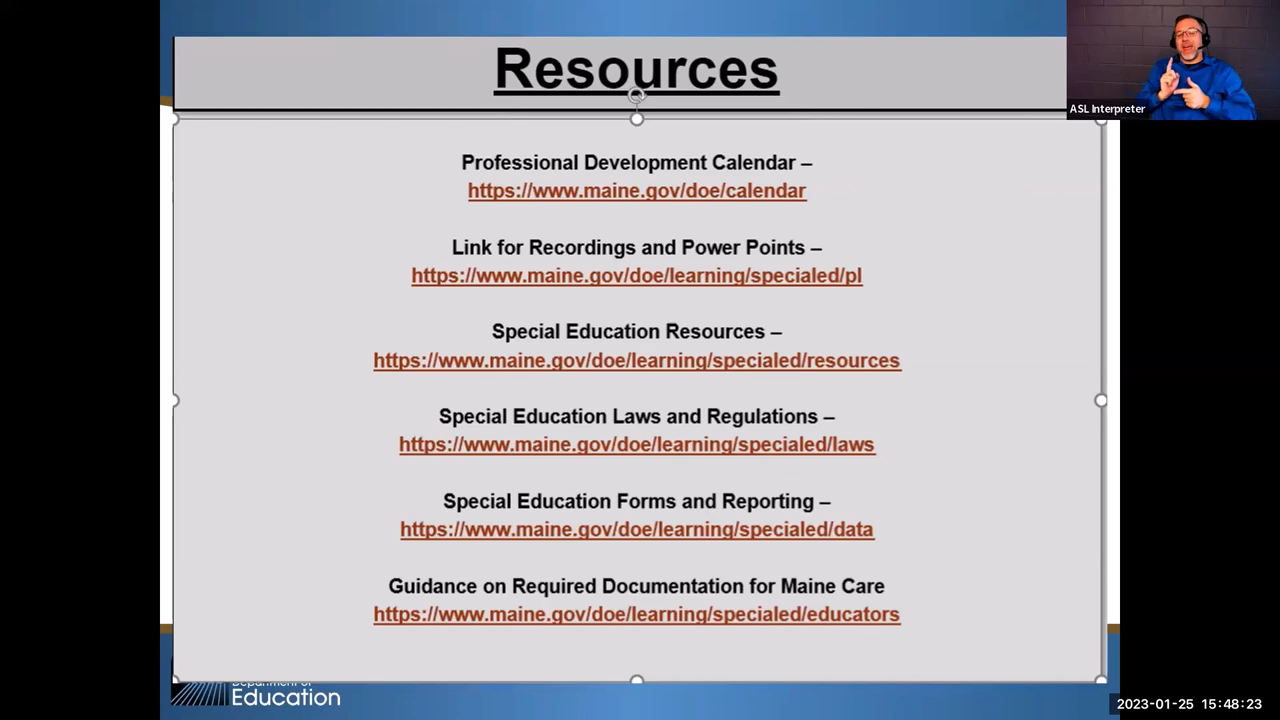 Resources
ASL Interpreter
Professional Development Calendar –
https://www.maine.gov/doe/calendar
Link for Recordings and Power Points –
https://www.maine.gov/doe/learning/specialed/pl
Special Education Resources –
https://www.maine.gov/doe/learning/specialed/resources
Special Education Laws and Regulations –
https://www.maine.gov/doe/learning/specialed/laws
Special Education Forms and Reporting –
https://www.maine.gov/doe/learning/specialed/data
Guidance on Required Documentation for Maine Care
https://www.maine.gov/doe/learning/specialed/educators
Department of
Education
2023-01-25 15:48:23